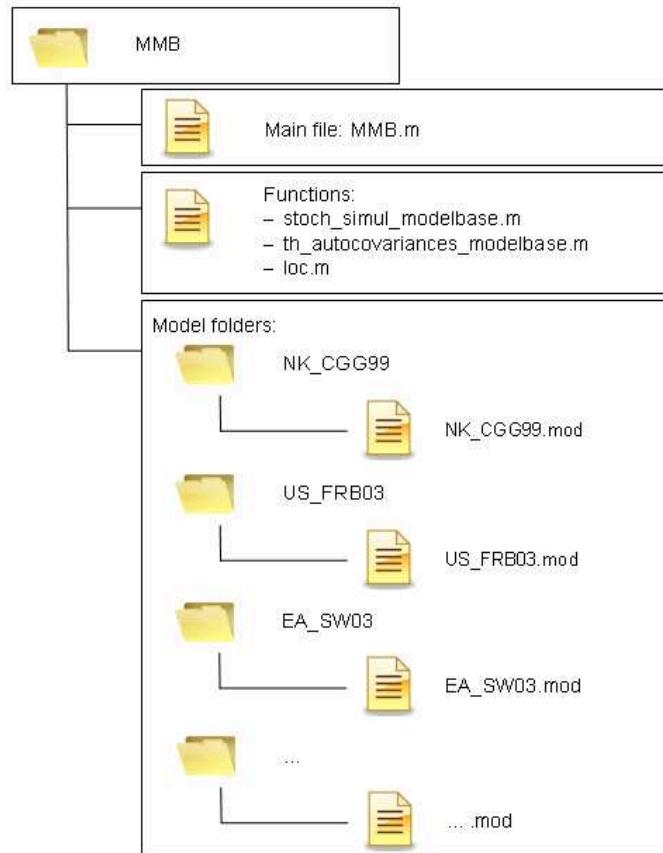 MMB
Main file: MMB.m
Functions:
– stoch_simul_modelbase.m
– th_autocovariances_modelbase.m
– loc.m
Model folders:
NK_CGG99
NK_CGG99.mod
US_FRB03
US_FRB03.mod
EA_SW03
EA_SW03.mod
...
... .mod